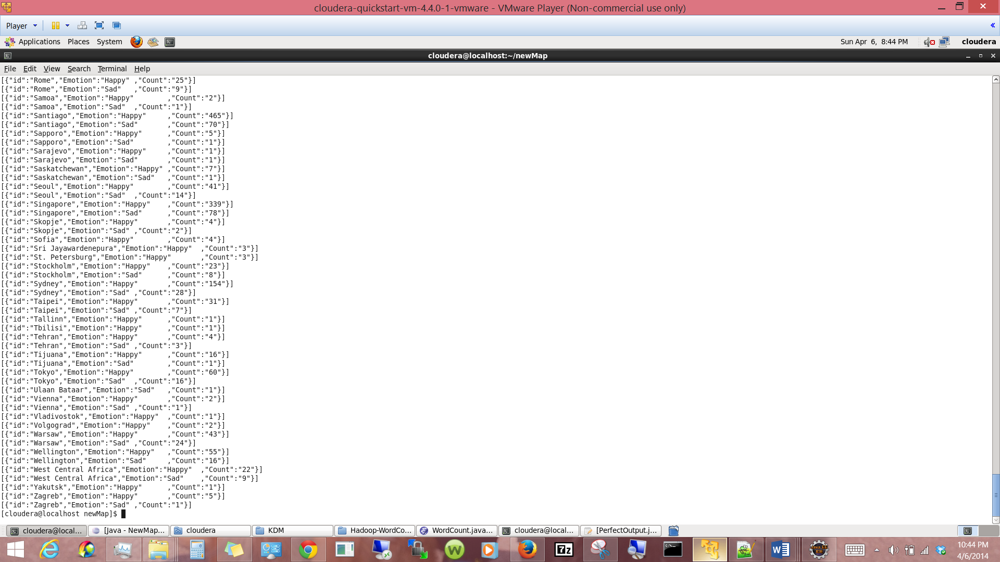 cloudera-quickstart-vm-4.4.0-1-vmware - VMware Player (Non-commercial use only)
Player
Applications Places System Sun Apr 6, 8:44 PM cloudera
cloudera@localhost:~/newMap
File Edit View Search Terminal Help
[{"id":"Rome","Emotion":"Happy" ,"Count":"25"}]
[{"id":"Rome","Emotion":"Sad"   ,"Count":"9"}]
[{"id":"Samoa","Emotion":"Happy"        ,"Count":"2"}]
[{"id":"Samoa","Emotion":"Sad"  ,"Count":"1"}]
[{"id":"Santiago","Emotion":"Happy"     ,"Count":"465"}]
[{"id":"Santiago","Emotion":"Sad"       ,"Count":"70"}]
[{"id":"Sapporo","Emotion":"Happy"      ,"Count":"5"}]
[{"id":"Sapporo","Emotion":"Sad"        ,"Count":"1"}]
[{"id":"Sarajevo","Emotion":"Happy"     ,"Count":"1"}]
[{"id":"Sarajevo","Emotion":"Sad"       ,"Count":"1"}]
[{"id":"Saskatchewan","Emotion":"Happy" ,"Count":"7"}]
[{"id":"Saskatchewan","Emotion":"Sad"   ,"Count":"1"}]
[{"id":"Seoul","Emotion":"Happy"        ,"Count":"41"}]
[{"id":"Seoul","Emotion":"Sad"  ,"Count":"14"}]
[{"id":"Singapore","Emotion":"Happy"    ,"Count":"339"}]
[{"id":"Singapore","Emotion":"Sad"      ,"Count":"78"}]
[{"id":"Skopje","Emotion":"Happy"       ,"Count":"4"}]
[{"id":"Skopje","Emotion":"Sad" ,"Count":"2"}]
[{"id":"Sofia","Emotion":"Happy"        ,"Count":"4"}]
[{"id":"Sri Jayawardenepura","Emotion":"Happy"  ,"Count":"3"}]
[{"id":"St. Petersburg","Emotion":"Happy"       ,"Count":"3"}]
[{"id":"Stockholm","Emotion":"Happy"    ,"Count":"23"}]
[{"id":"Stockholm","Emotion":"Sad"      ,"Count":"8"}]
[{"id":"Sydney","Emotion":"Happy"       ,"Count":"154"}]
[{"id":"Sydney","Emotion":"Sad" ,"Count":"28"}]
[{"id":"Taipei","Emotion":"Happy"       ,"Count":"31"}]
[{"id":"Taipei","Emotion":"Sad" ,"Count":"7"}]
[{"id":"Tallinn","Emotion":"Happy"      ,"Count":"1"}]
[{"id":"Tbilisi","Emotion":"Happy"      ,"Count":"1"}]
[{"id":"Tehran","Emotion":"Happy"       ,"Count":"4"}]
[{"id":"Tehran","Emotion":"Sad" ,"Count":"3"}]
[{"id":"Tijuana","Emotion":"Happy"      ,"Count":"16"}]
[{"id":"Tijuana","Emotion":"Sad"        ,"Count":"1"}]
[{"id":"Tokyo","Emotion":"Happy"        ,"Count":"60"}]
[{"id":"Tokyo","Emotion":"Sad"  ,"Count":"16"}]
[{"id":"Ulaan Bataar","Emotion":"Sad"   ,"Count":"1"}]
[{"id":"Vienna","Emotion":"Happy"       ,"Count":"2"}]
[{"id":"Vienna","Emotion":"Sad" ,"Count":"1"}]
[{"id":"Vladivostok","Emotion":"Happy"  ,"Count":"1"}]
[{"id":"Volgograd","Emotion":"Happy"    ,"Count":"2"}]
[{"id":"Warsaw","Emotion":"Happy"       ,"Count":"43"}]
[{"id":"Warsaw","Emotion":"Sad" ,"Count":"24"}]
[{"id":"Wellington","Emotion":"Happy"   ,"Count":"55"}]
[{"id":"Wellington","Emotion":"Sad"     ,"Count":"16"}]
[{"id":"West Central Africa","Emotion":"Happy"  ,"Count":"22"}]
[{"id":"West Central Africa","Emotion":"Sad"    ,"Count":"9"}]
[{"id":"Yakutsk","Emotion":"Happy"      ,"Count":"1"}]
[{"id":"Zagreb","Emotion":"Happy"       ,"Count":"5"}]
[{"id":"Zagreb","Emotion":"Sad" ,"Count":"1"}]
[cloudera@localhost newMap]$
cloudera@local... [Java - NewMap... cloudera KDM Hadoop-WordCo... WordCount.java... cloudera@local... [PerfectOutput.j...
10:44 PM
4/6/2014